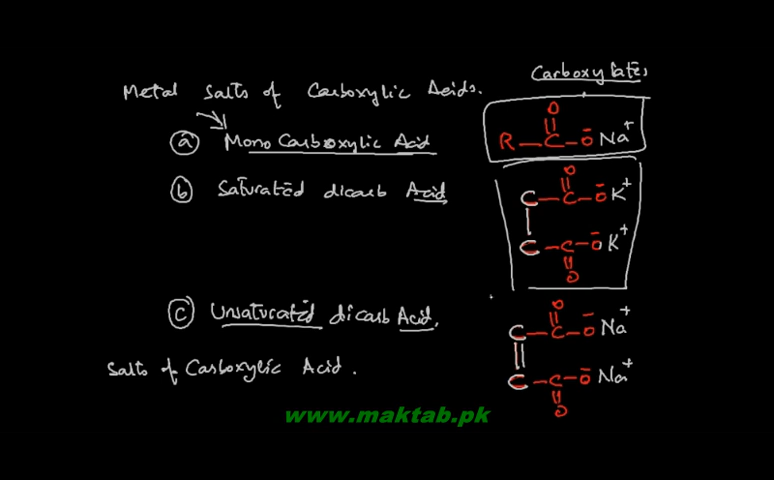 Carboxylates
Metal Salts of Carboxylic Acids.
(a) Mono Carboxylic Acid
O
||
R — C — O⁻ Na⁺
(b) Saturated dicarb Acid
O
||
C — C — O⁻ K⁺
|
C — C — O⁻ K⁺
||
O
(c) Unsaturated dicarb Acid.
O
||
C — C — O⁻ Na⁺
||
C — C — O⁻ Na⁺
||
O
Salts of Carboxylic Acid.
www.maktab.pk